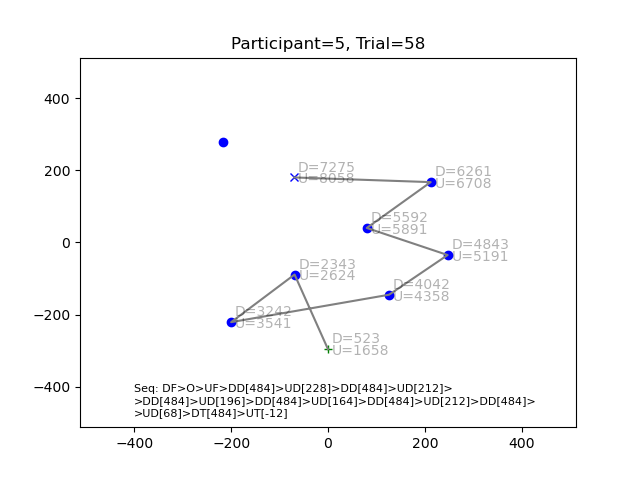 Participant=5, Trial=58
400
200
0
−200
−400
D=7275
U=8058
D=6261
U=6708
D=5592
U=5891
D=4843
U=5191
D=2343
U=2624
D=4042
U=4358
D=3242
U=3541
D=523
U=1658
Seq: DF>O>UF>DD[484]>UD[228]>DD[484]>UD[212]>
>DD[484]>UD[196]>DD[484]>UD[164]>DD[484]>UD[212]>DD[484]>
>UD[68]>DT[484]>UT[-12]
−400 −200 0 200 400